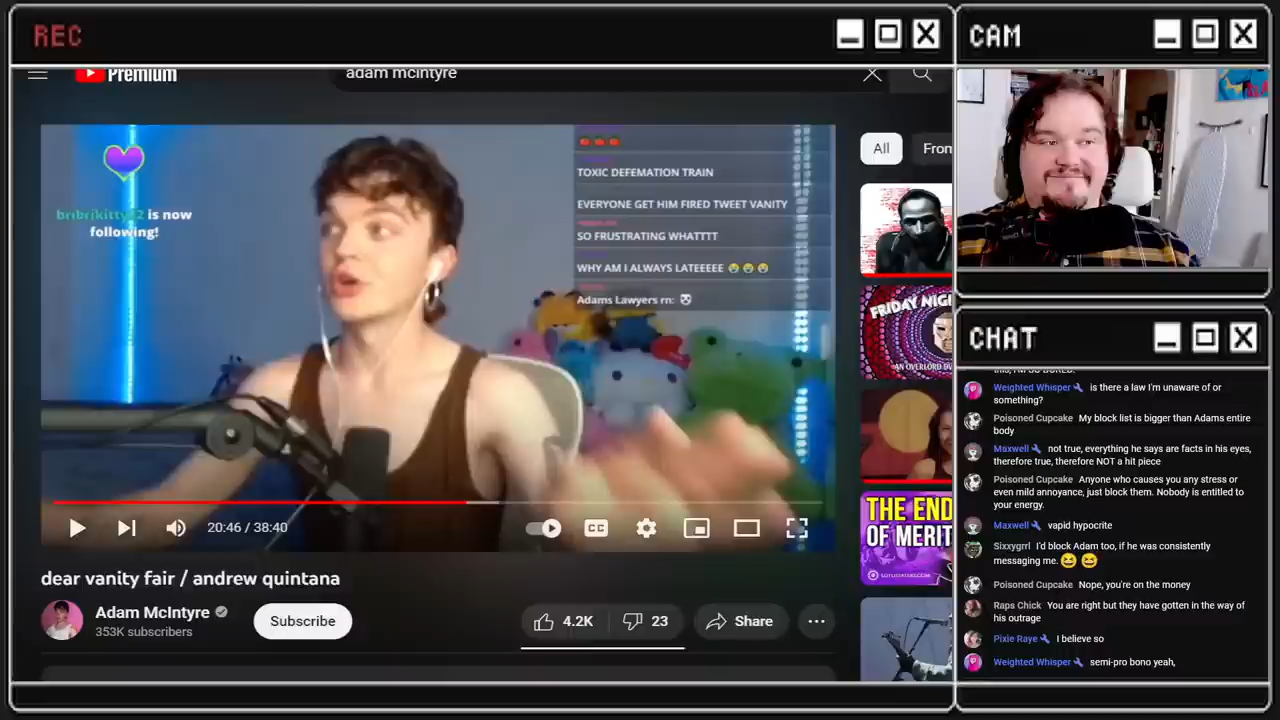 REC
Premium
adam mcintyre
bribrikitty12 is now
following!
TOXIC DEFEMATION TRAIN
EVERYONE GET HIM FIRED TWEET VANITY
SO FRUSTRATING WHATTTT
WHY AM I ALWAYS LATEEEEE 😭😭😭
Adams Lawyers rn:
20:46 / 38:40
CC
dear vanity fair / andrew quintana
Adam McIntyre
353K subscribers
Subscribe
4.2K
23
Share
All
From
FRIDAY NIG
AN OVERLORD DV
THE END
OF MERIT
CAM
CHAT
Weighted Whisper is there a law I'm unaware of or
something?
Poisoned Cupcake My block list is bigger than Adams entire
body
Maxwell not true, everything he says are facts in his eyes,
therefore true, therefore NOT a hit piece
Poisoned Cupcake Anyone who causes you any stress or
even mild annoyance, just block them. Nobody is entitled to
your energy.
Maxwell vapid hypocrite
Sixxygrrl I'd block Adam too, if he was consistently
messaging me. 😆 😆
Poisoned Cupcake Nope, you're on the money
Raps Chick You are right but they have gotten in the way of
his outrage
Pixie Raye I believe so
Weighted Whisper semi-pro bono yeah,